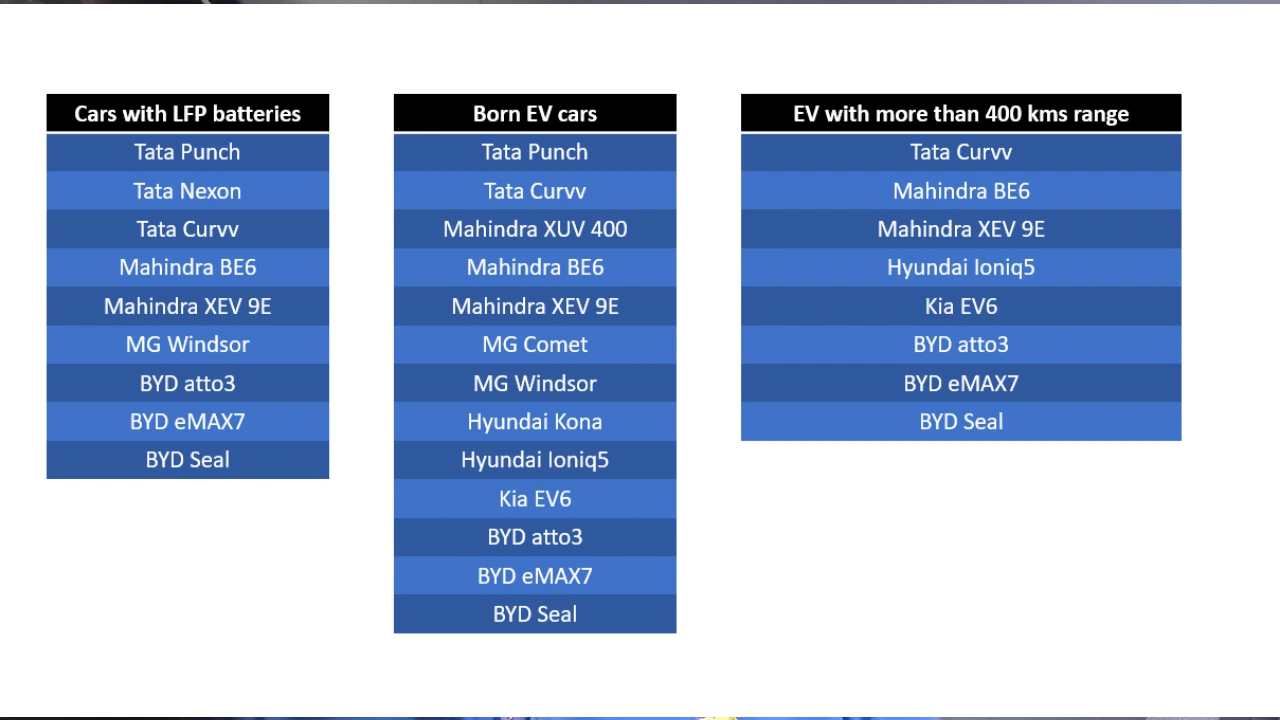 Cars with LFP batteries
Tata Punch
Tata Nexon
Tata Curvv
Mahindra BE6
Mahindra XEV 9E
MG Windsor
BYD atto3
BYD eMAX7
BYD Seal
Born EV cars
Tata Punch
Tata Curvv
Mahindra XUV 400
Mahindra BE6
Mahindra XEV 9E
MG Comet
MG Windsor
Hyundai Kona
Hyundai Ioniq5
Kia EV6
BYD atto3
BYD eMAX7
BYD Seal
EV with more than 400 kms range
Tata Curvv
Mahindra BE6
Mahindra XEV 9E
Hyundai Ioniq5
Kia EV6
BYD atto3
BYD eMAX7
BYD Seal